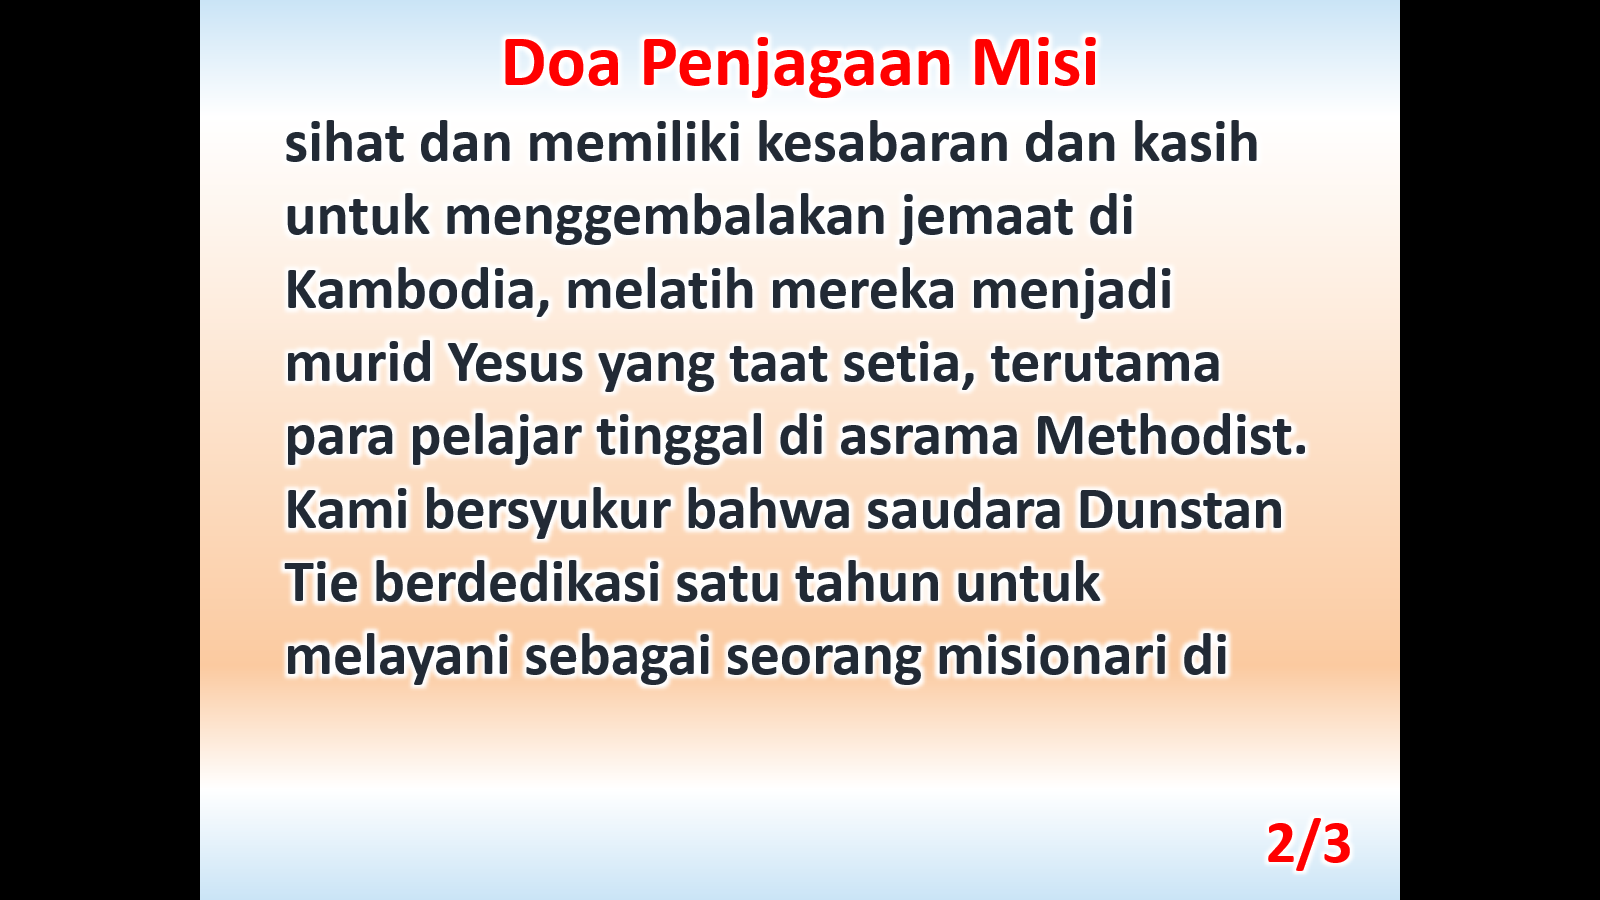 Doa Penjagaan Misi
sihat dan memiliki kesabaran dan kasih
untuk menggembalakan jemaat di
Kambodia, melatih mereka menjadi
murid Yesus yang taat setia, terutama
para pelajar tinggal di asrama Methodist.
Kami bersyukur bahwa saudara Dunstan
Tie berdedikasi satu tahun untuk
melayani sebagai seorang misionari di
2/3